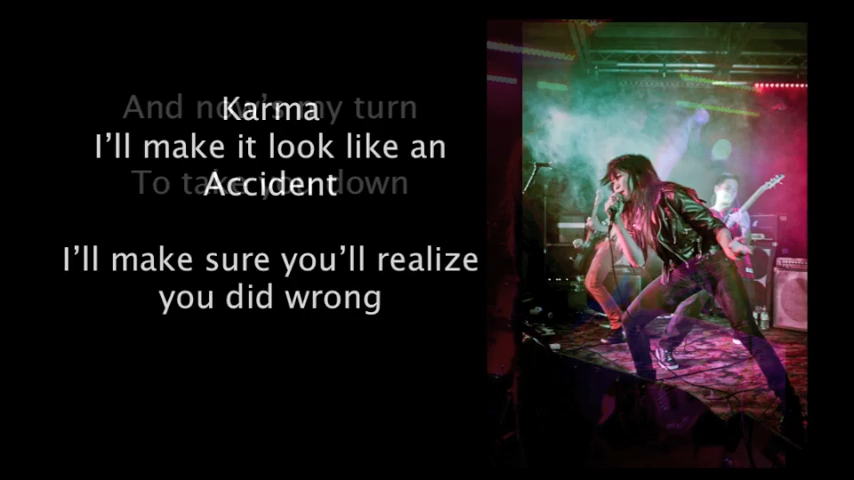 And now's my turn
Karma
I’ll make it look like an
To take you down
Accident
I’ll make sure you’ll realize
you did wrong